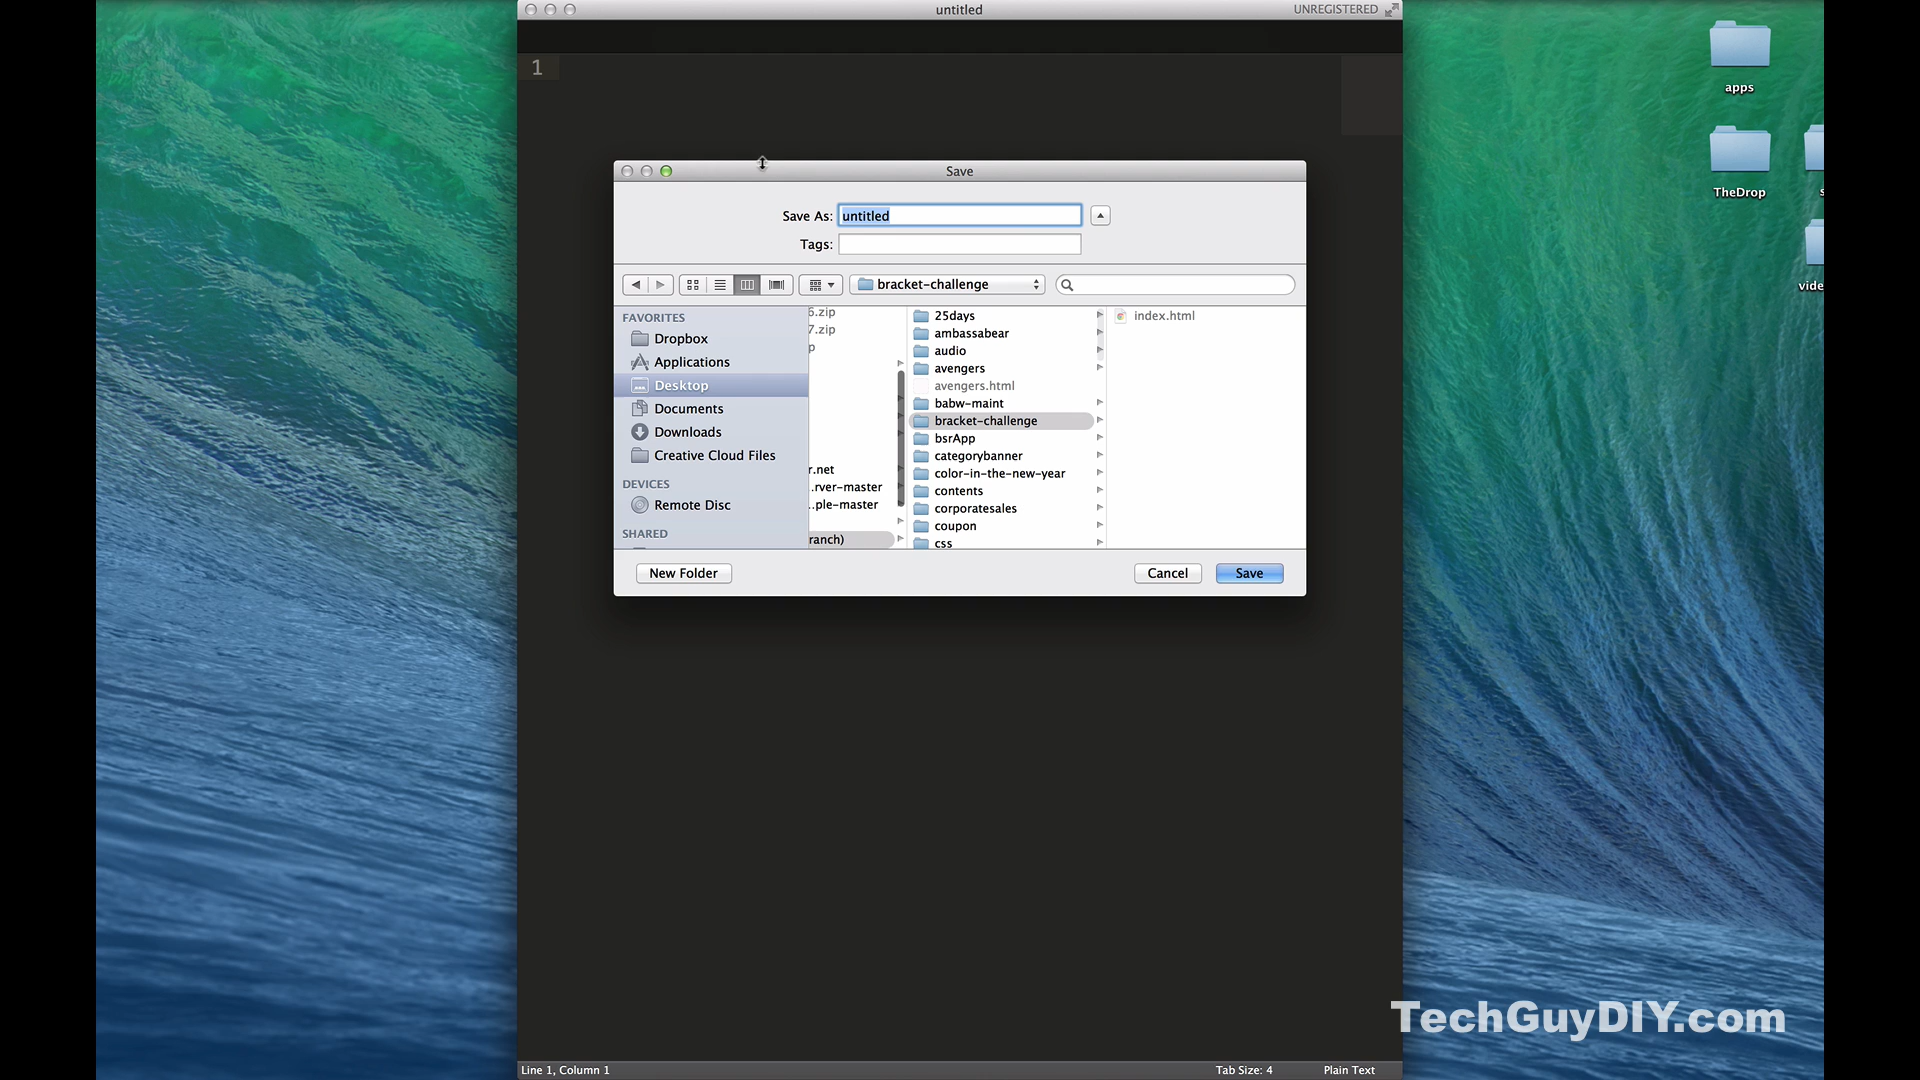 untitled
UNREGISTERED
1
apps
TheDrop
Save
Save As: untitled
Tags:
bracket-challenge
FAVORITES
Dropbox
Applications
Desktop
Documents
Downloads
Creative Cloud Files
DEVICES
Remote Disc
SHARED
6.zip
7.zip
p
r.net
..rver-master
..ple-master
ranch)
25days
ambassabear
audio
avengers
avengers.html
babw-maint
bracket-challenge
bsrApp
categorybanner
color-in-the-new-year
contents
corporatesales
coupon
css
index.html
New Folder
Cancel
Save
s
vide
TechGuyDIY.com
Line 1, Column 1
Tab Size: 4
Plain Text